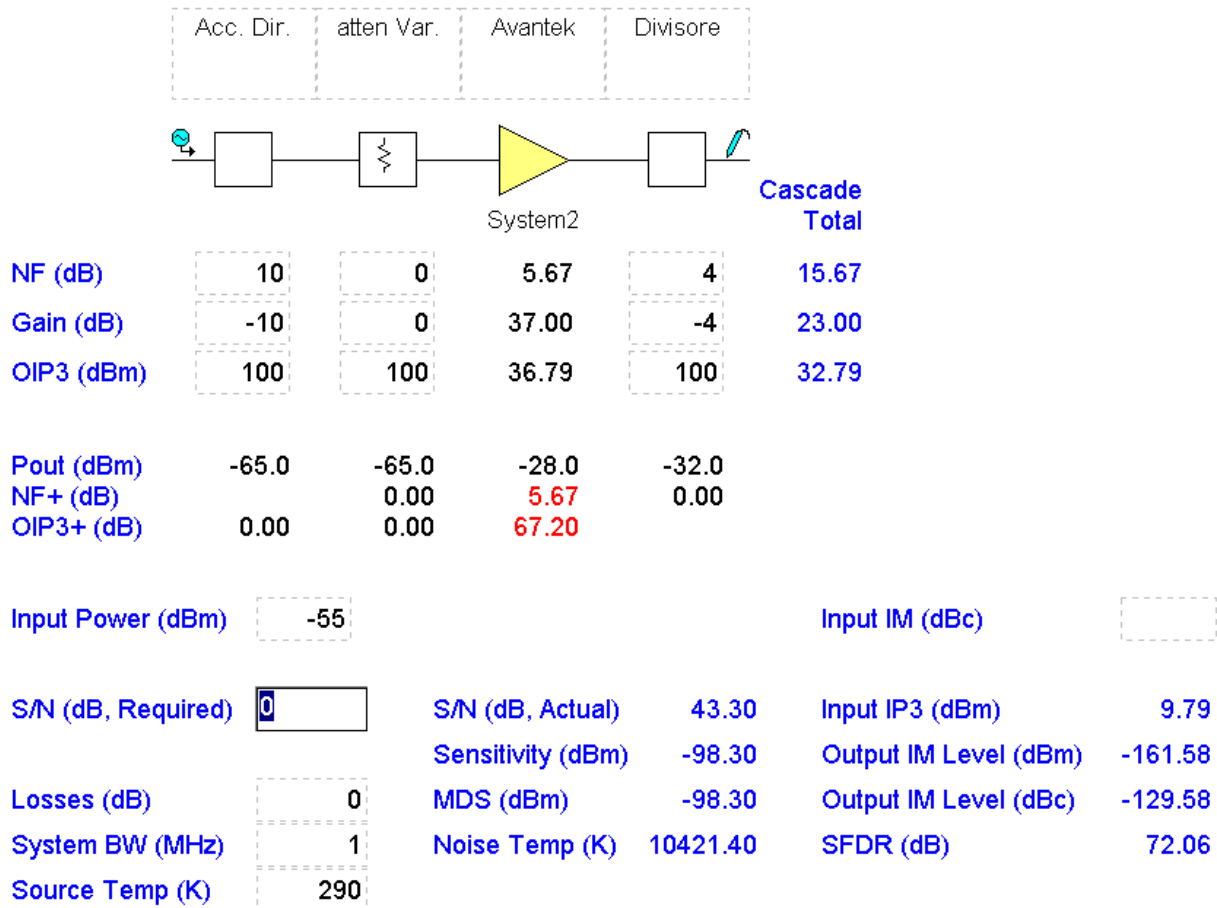 Acc. Dir. atten Var. Avantek Divisore
System2
Cascade
Total
NF (dB) 10 0 5.67 4 15.67
Gain (dB) -10 0 37.00 -4 23.00
OIP3 (dBm) 100 100 36.79 100 32.79
Pout (dBm) -65.0 -65.0 -28.0 -32.0
NF+ (dB) 0.00 5.67 0.00
OIP3+ (dB) 0.00 0.00 67.20
Input Power (dBm) -55 Input IM (dBc)
S/N (dB, Required) 0 S/N (dB, Actual) 43.30 Input IP3 (dBm) 9.79
Sensitivity (dBm) -98.30 Output IM Level (dBm) -161.58
Losses (dB) 0 MDS (dBm) -98.30 Output IM Level (dBc) -129.58
System BW (MHz) 1 Noise Temp (K) 10421.40 SFDR (dB) 72.06
Source Temp (K) 290